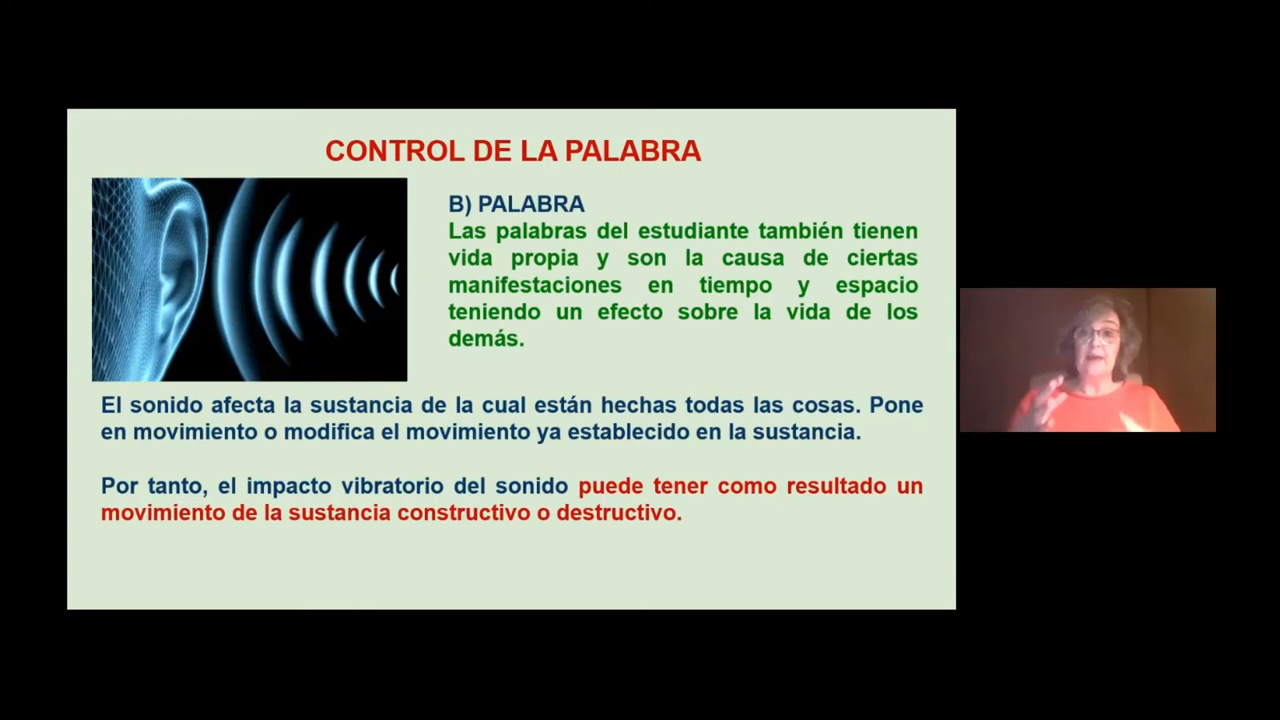 CONTROL DE LA PALABRA
B) PALABRA
Las palabras del estudiante también tienen
vida propia y son la causa de ciertas
manifestaciones en tiempo y espacio
teniendo un efecto sobre la vida de los
demás.
El sonido afecta la sustancia de la cual están hechas todas las cosas. Pone
en movimiento o modifica el movimiento ya establecido en la sustancia.
Por tanto, el impacto vibratorio del sonido puede tener como resultado un
movimiento de la sustancia constructivo o destructivo.